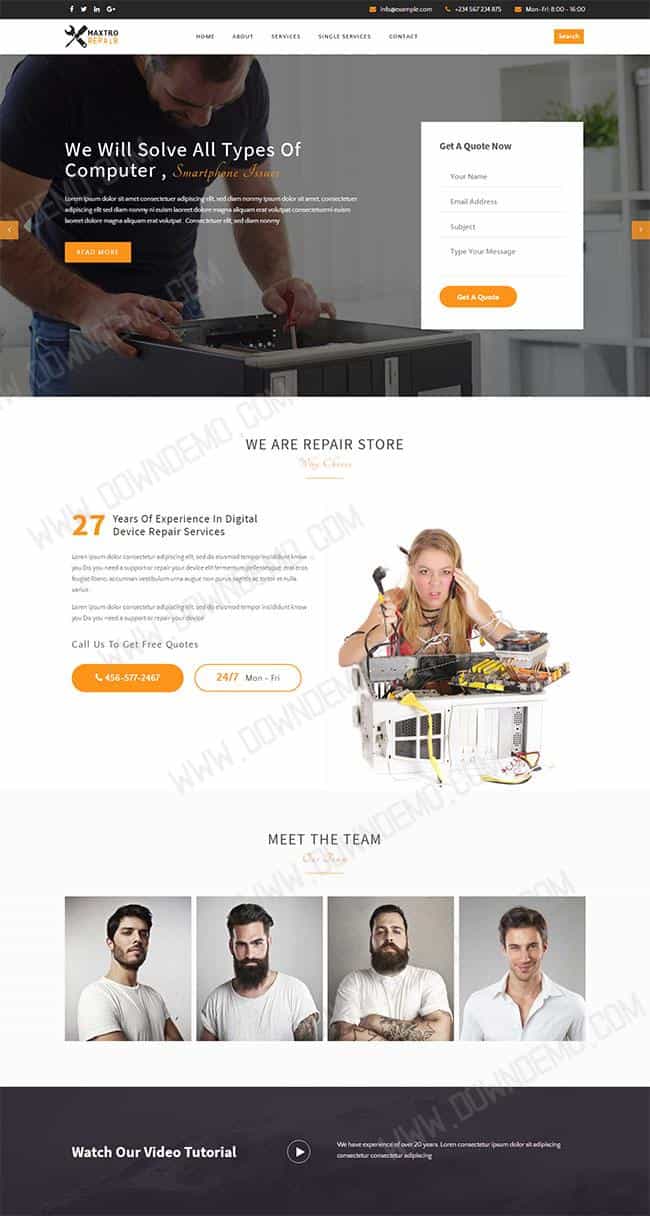 info@example.com +234 567 234 875 Mon - Fri: 8:00 - 16:00
MAXTRO
REPAIR
HOME ABOUT SERVICES SINGLE SERVICES CONTACT
Search
We Will Solve All Types Of
Computer , Smartphone Issues
Lorem ipsum dolor sit amet consectetuer adipiscing elit, sed diam nonmy ipsum dolor sit amet, consectetuer
adipiscing elit, sed diam nonmy ni euism laoreet dolore magna aliquam erat volutpat consectetuerni euism
laoreet dolore magna aliquam erat volutpat . Consectetuer elit, sed diam nonmy
READ MORE
Get A Quote Now
Your Name
Email Address
Subject
Type Your Message
Get A Quote
WE ARE REPAIR STORE
Why Choose
27 Years Of Experience In Digital
Device Repair Services
Lorem ipsum dolor consectetur adipiscing elit, sed do eiusmod tempor incididunt know
you Do you need a support or repair your device elit fermentum pellentesque, erat eros
feugiat libero, accumsan vestibulum urna augue non purus sagittis ac tortor et nulla
varius
Lorem ipsum dolor consectetur adipiscing elit, sed do eiusmod tempor incididunt know
you Do you need a support or repair your device
Call Us To Get Free Quotes
456-577-2467
24/7 Mon - Fri
MEET THE TEAM
Our Team
Watch Our Video Tutorial
We have experience of over 20 years. Lorem consectetur ipsum dolor sit adipiscing
consectetur consectetur adipiscing
WWW.DOWNDEMO.COM